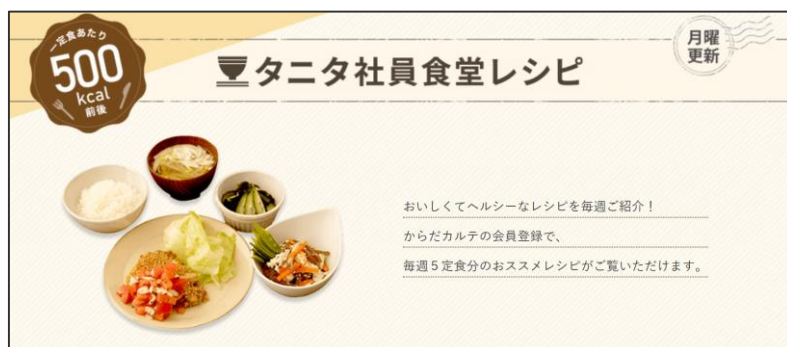 一定食あたり
500
kcal
前後
タニタ社員食堂レシピ
月曜
更新
おいしくてヘルシーなレシピを毎週ご紹介！
からだカルテの会員登録で、
毎週５定食分のおススメレシピがご覧いただけます。